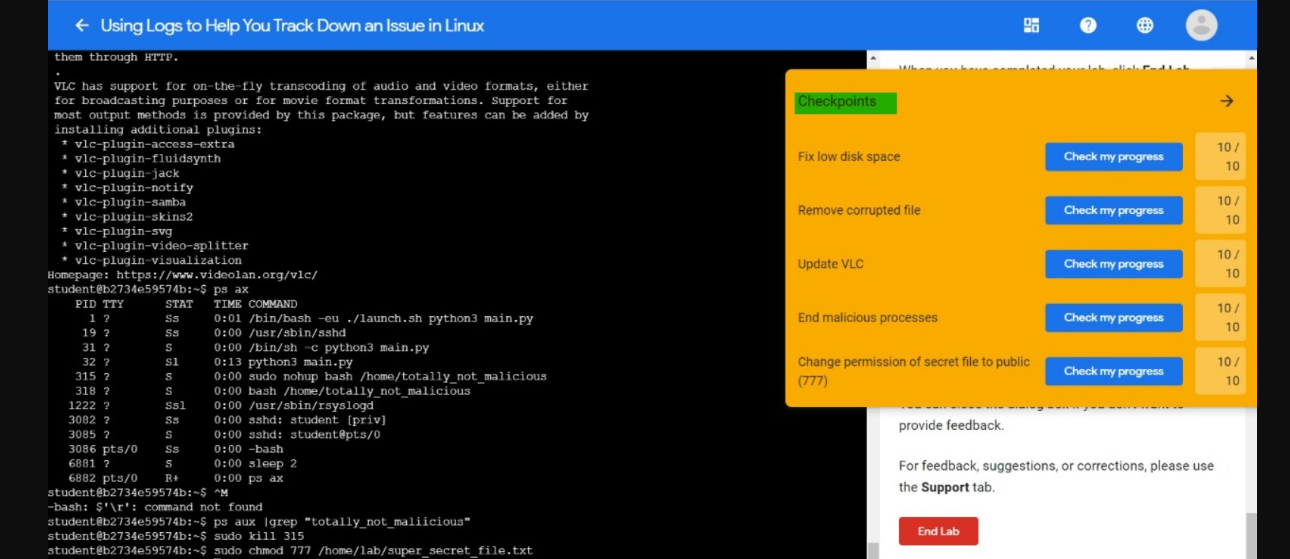 Using Logs to Help You Track Down an Issue in Linux
them through HTTP.
.
VLC has support for on-the-fly transcoding of audio and video formats, either
for broadcasting purposes or for movie format transformations. Support for
most output methods is provided by this package, but features can be added by
installing additional plugins:
* vlc-plugin-access-extra
* vlc-plugin-fluidsynth
* vlc-plugin-jack
* vlc-plugin-notify
* vlc-plugin-samba
* vlc-plugin-skins2
* vlc-plugin-svg
* vlc-plugin-video-splitter
* vlc-plugin-visualization
Homepage: https://www.videolan.org/vlc/
student@b2734e59574b:~$ ps ax
PID TTY STAT TIME COMMAND
1 ? Ss 0:01 /bin/bash -eu ./launch.sh python3 main.py
19 ? Ss 0:00 /usr/sbin/sshd
31 ? S 0:00 /bin/sh -c python3 main.py
32 ? Sl 0:13 python3 main.py
315 ? S 0:00 sudo nohup bash /home/totally_not_malicious
318 ? S 0:00 bash /home/totally_not_malicious
1222 ? Ssl 0:00 /usr/sbin/rsyslogd
3082 ? Ss 0:00 sshd: student [priv]
3085 ? S 0:00 sshd: student@pts/0
3086 pts/0 Ss 0:00 -bash
6881 ? S 0:00 sleep 2
6882 pts/0 R+ 0:00 ps ax
student@b2734e59574b:~$ ^M
-bash: $'\r': command not found
student@b2734e59574b:~$ ps aux |grep "totally_not_maliicious"
student@b2734e59574b:~$ sudo kill 315
student@b2734e59574b:~$ sudo chmod 777 /home/lab/super_secret_file.txt
When you have completed your lab, click End Lab
Checkpoints
Fix low disk space
Check my progress
10 /
10
Remove corrupted file
Check my progress
10 /
10
Update VLC
Check my progress
10 /
10
End malicious processes
Check my progress
10 /
10
Change permission of secret file to public
(777)
Check my progress
10 /
10
You can close the dialog box if you don't want to
provide feedback.
For feedback, suggestions, or corrections, please use
the Support tab.
End Lab